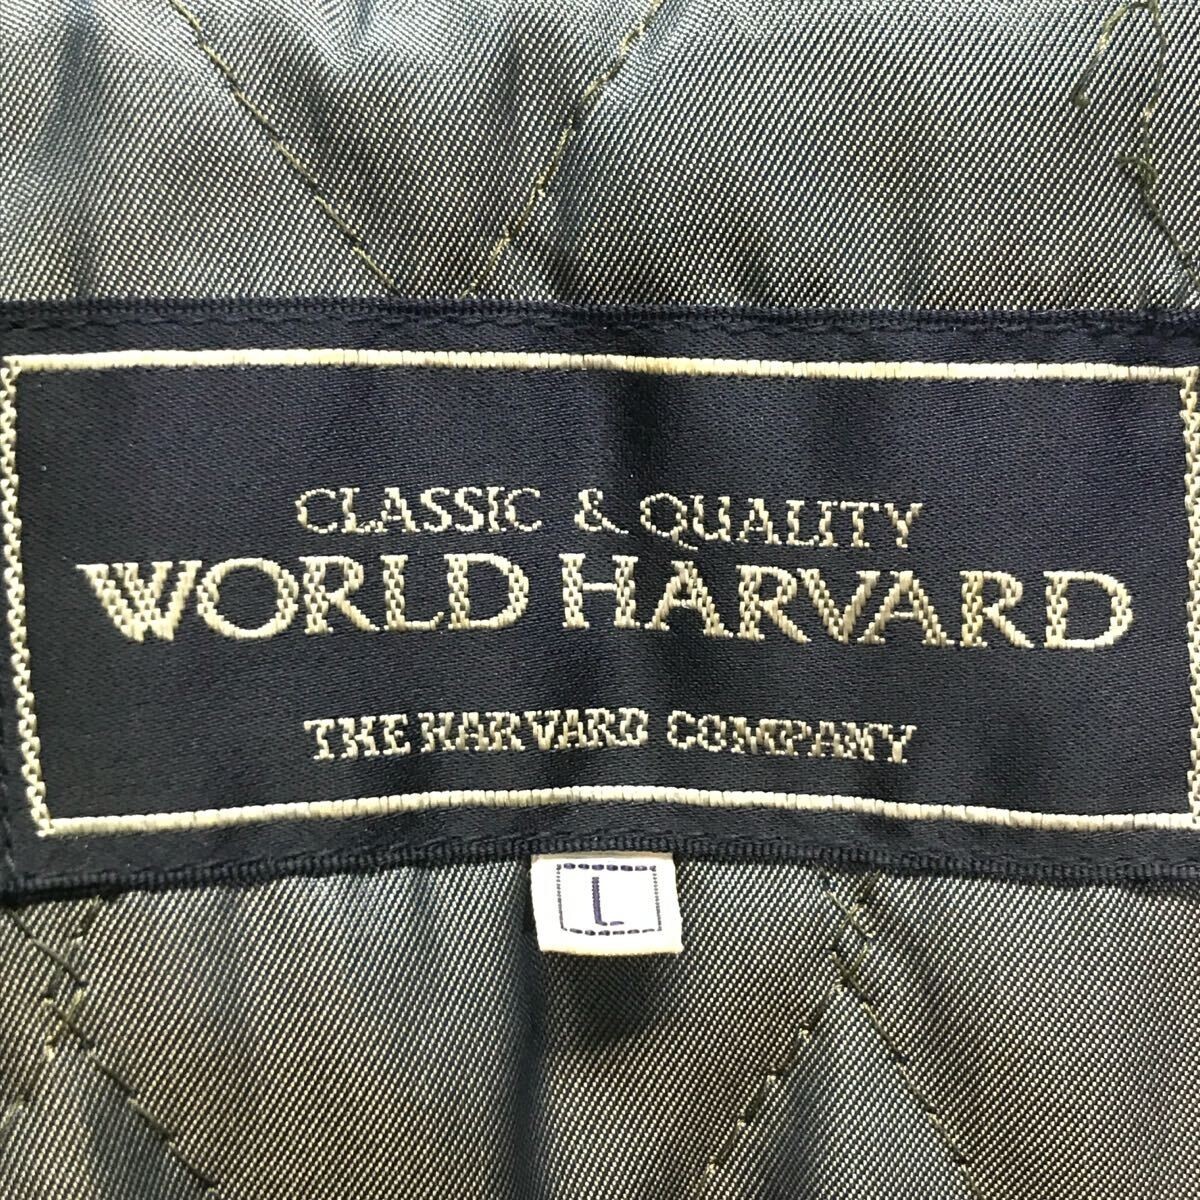 CLASSIC & QUALITY
WORLD HARVARD
THE HARVARD COMPANY
L